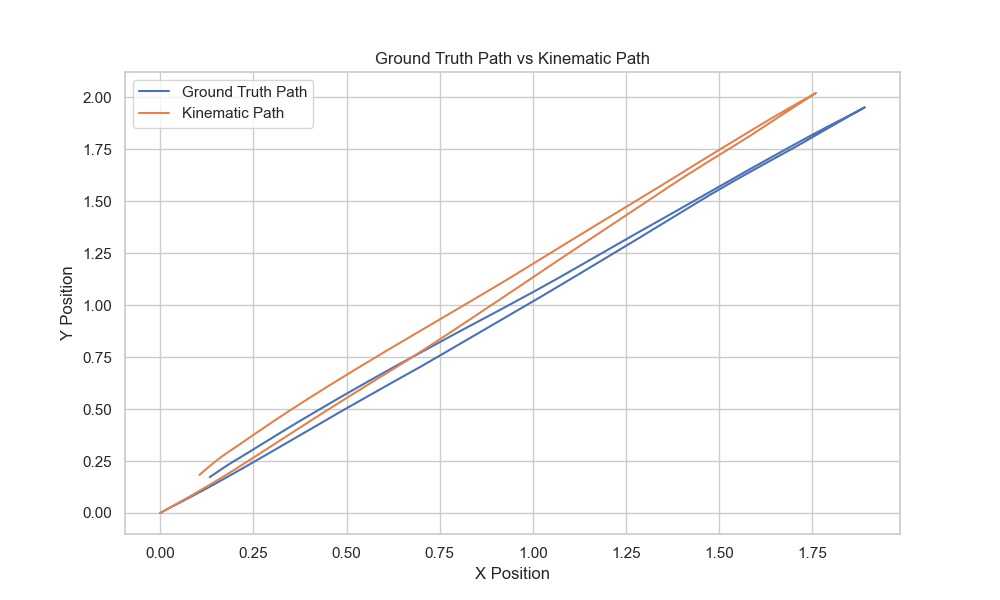 Ground Truth Path vs Kinematic Path
Ground Truth Path
Kinematic Path
2.00
1.75
1.50
1.25
1.00
0.75
0.50
0.25
0.00
Y Position
0.00 0.25 0.50 0.75 1.00 1.25 1.50 1.75
X Position